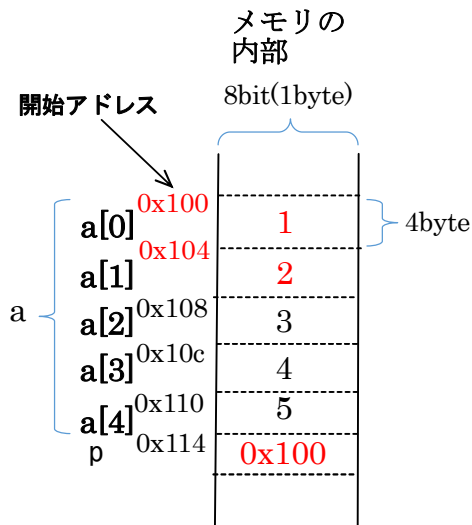 メモリの
内部
8bit(1byte)
開始アドレス
0x100
a[0] 1 4byte
0x104
a[1] 2
a
a[2] 0x108 3
a[3] 0x10c 4
a[4] 0x110 5
p 0x114 0x100